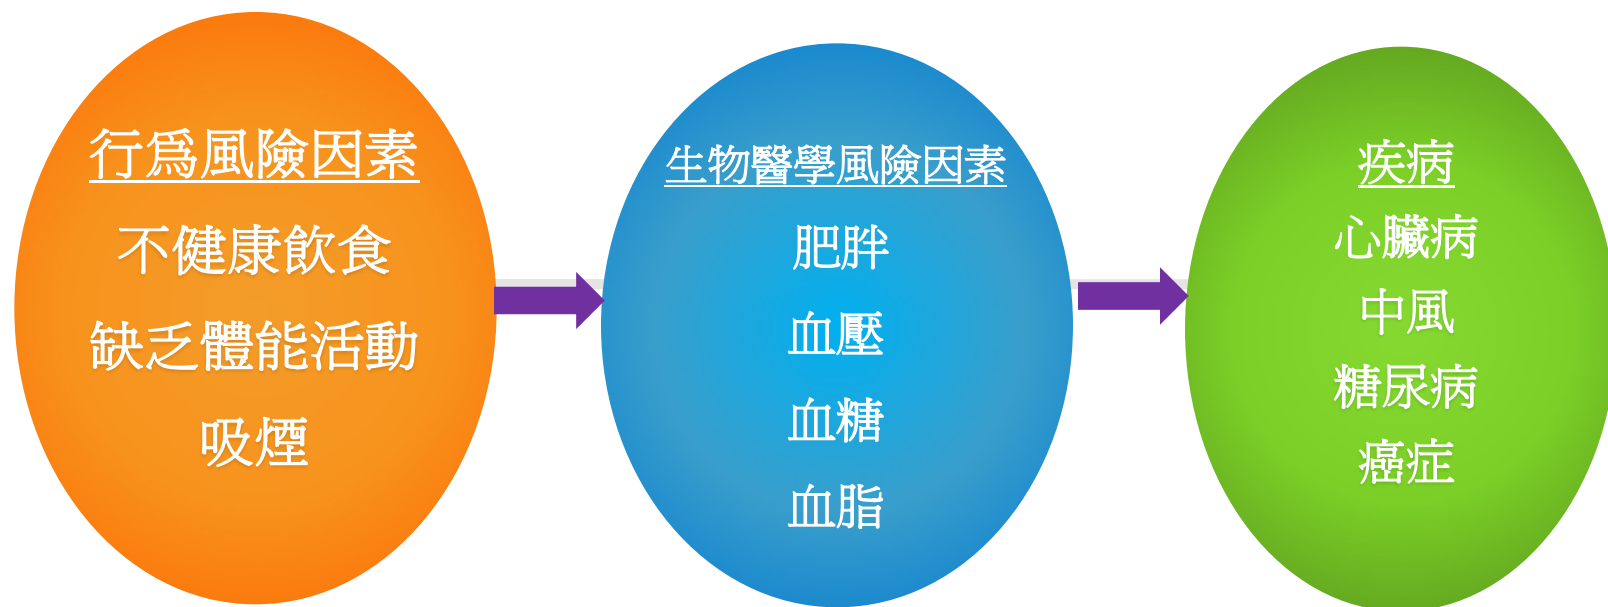 行爲風險因素
不健康飲食
缺乏體能活動
吸煙
生物醫學風險因素
肥胖
血壓
血糖
血脂
疾病
心臟病
中風
糖尿病
癌症